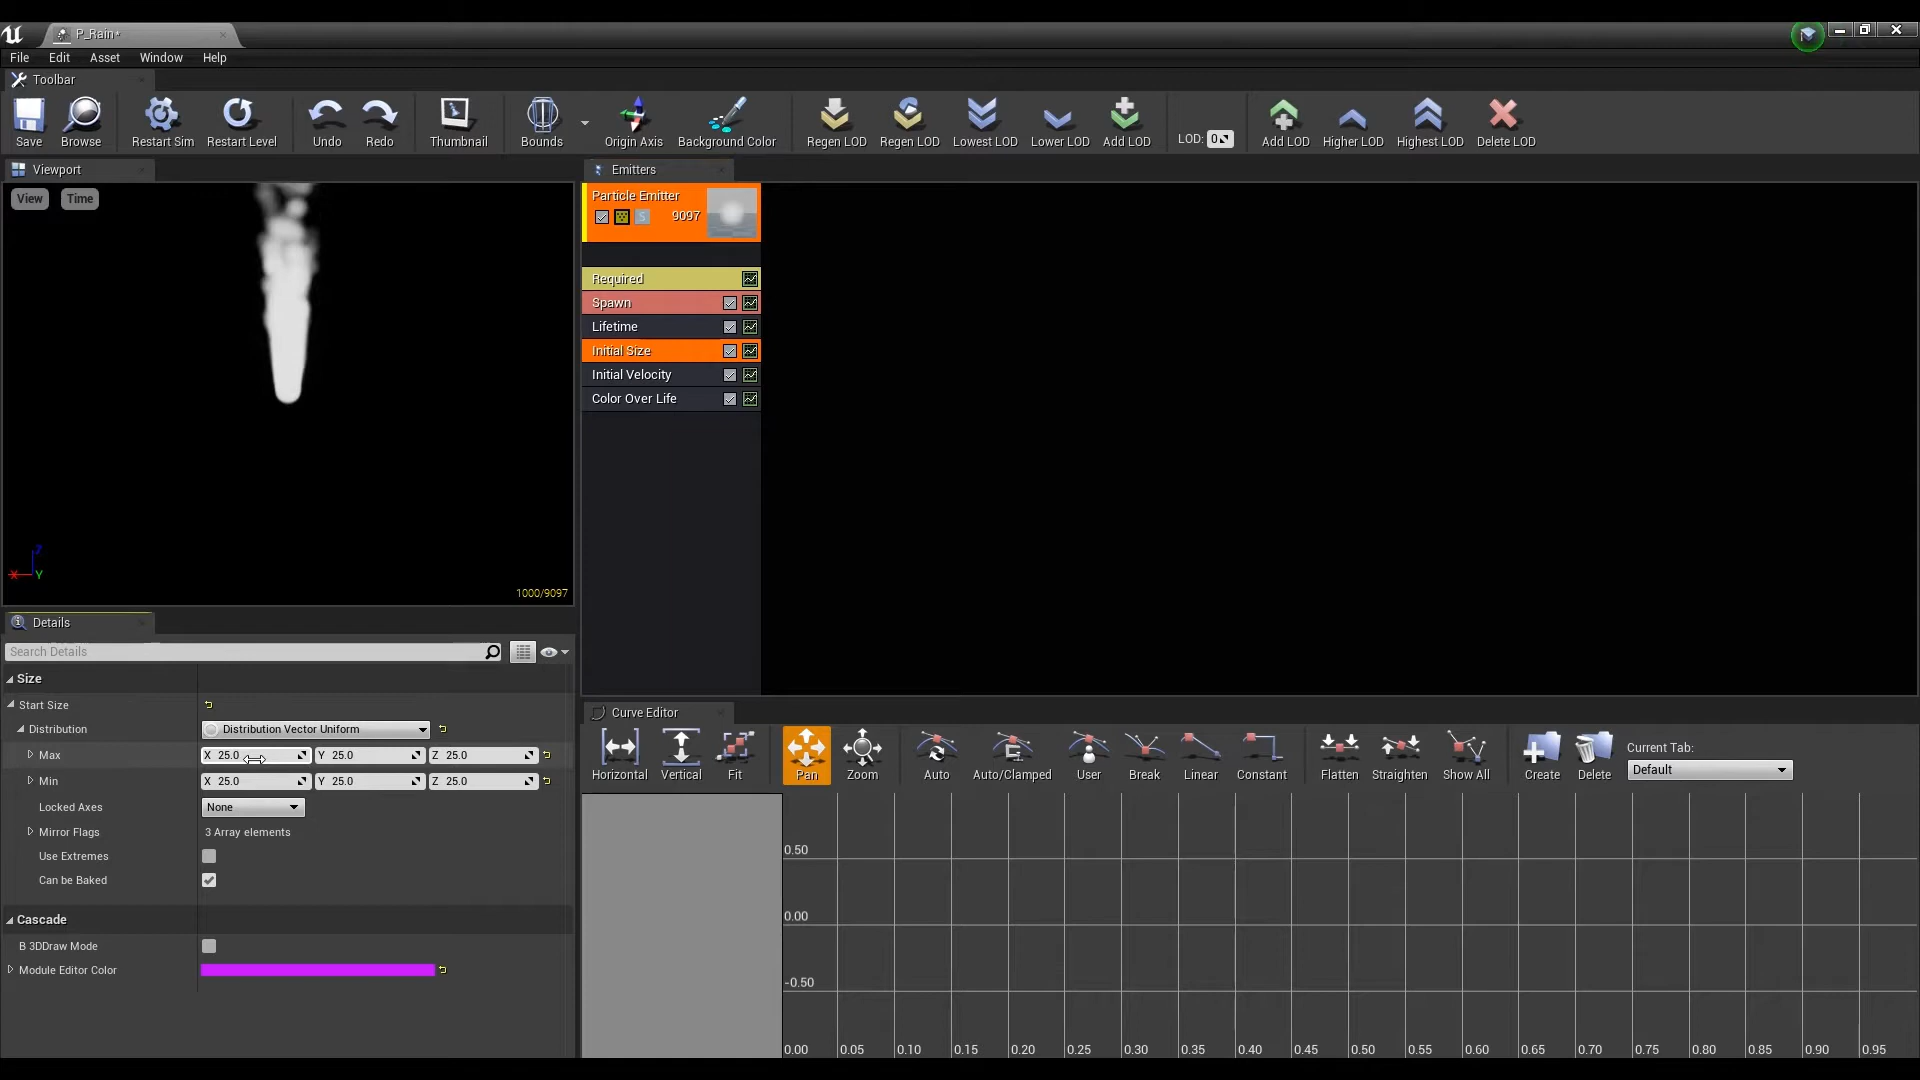 P_Rain*
File Edit Asset Window Help
Toolbar
Save Browse Restart Sim Restart Level Undo Redo Thumbnail Bounds Origin Axis Background Color Regen LOD Regen LOD Lowest LOD Lower LOD Add LOD LOD: 0 Add LOD Higher LOD Highest LOD Delete LOD
Viewport
View Time
X Y Z
1000/9097
Emitters
Particle Emitter
S 9097
Required
Spawn
Lifetime
Initial Size
Initial Velocity
Color Over Life
Details
Search Details
Size
Start Size
Distribution Distribution Vector Uniform
Max X 25.0 Y 25.0 Z 25.0
Min X 25.0 Y 25.0 Z 25.0
Locked Axes None
Mirror Flags 3 Array elements
Use Extremes
Can be Baked
Cascade
B 3DDraw Mode
Module Editor Color
Curve Editor
Horizontal Vertical Fit Pan Zoom Auto Auto/Clamped User Break Linear Constant Flatten Straighten Show All Create Delete
Current Tab:
Default
0.50
0.00
-0.50
0.00 0.05 0.10 0.15 0.20 0.25 0.30 0.35 0.40 0.45 0.50 0.55 0.60 0.65 0.70 0.75 0.80 0.85 0.90 0.95